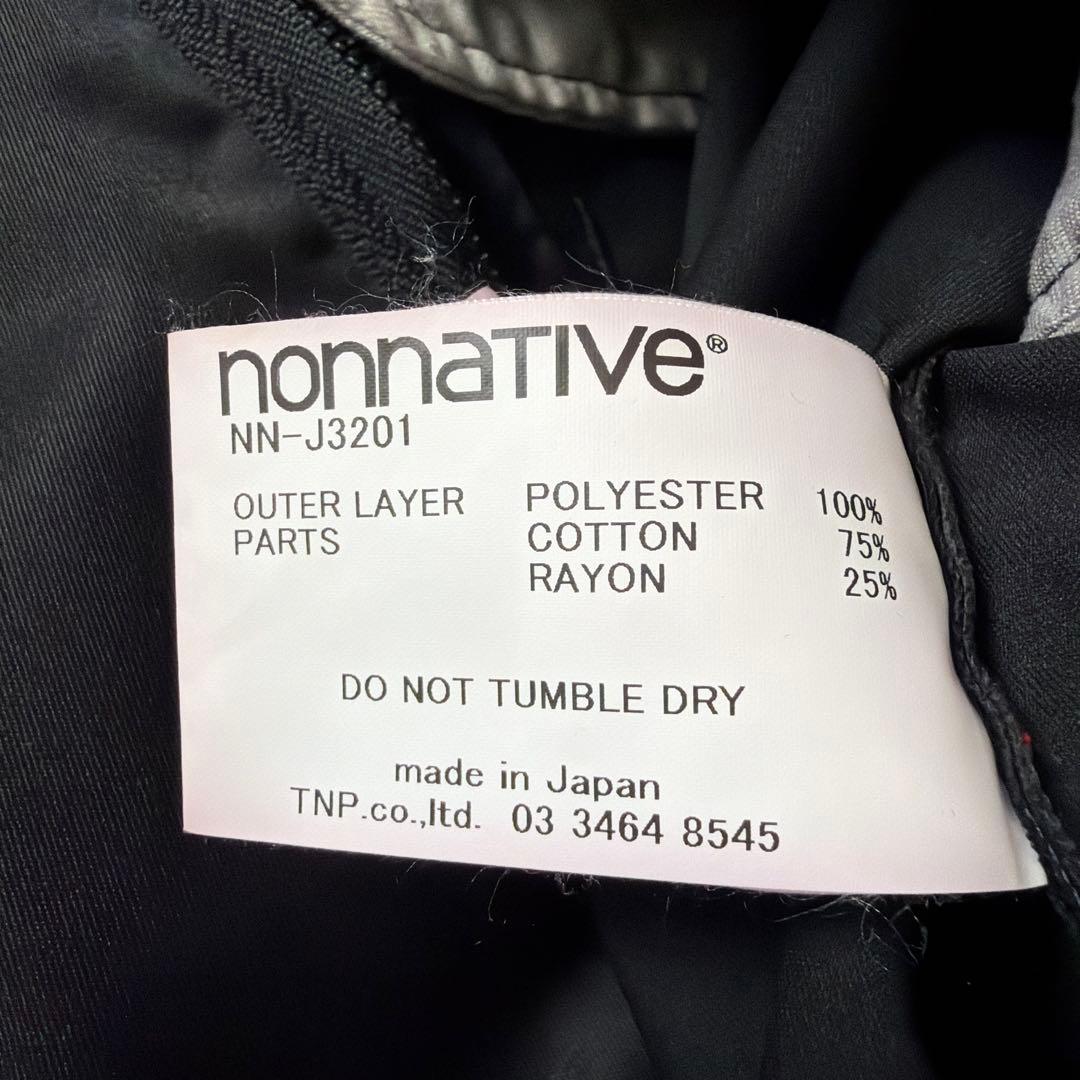 nonnaTIVe®
NN-J3201
OUTER LAYER POLYESTER 100%
PARTS COTTON 75%
RAYON 25%
DO NOT TUMBLE DRY
made in Japan
TNP.co.,ltd. 03 3464 8545